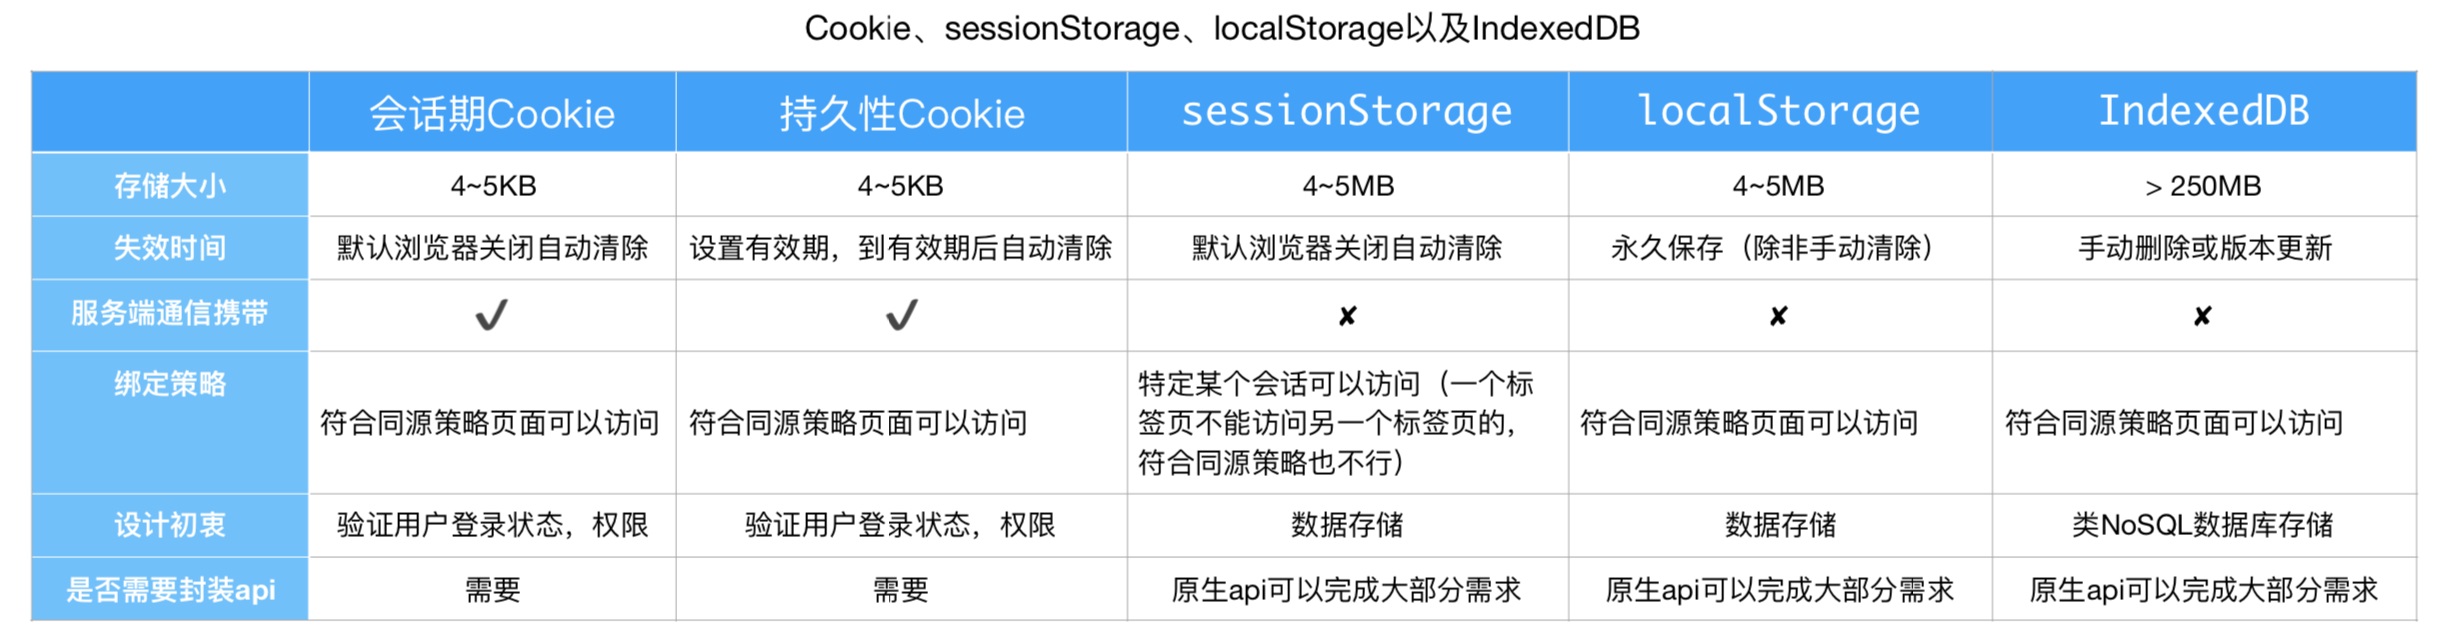 Cookie、sessionStorage、localStorage以及IndexedDB
会话期Cookie 持久性Cookie sessionStorage localStorage IndexedDB
存储大小 4~5KB 4~5KB 4~5MB 4~5MB > 250MB
失效时间 默认浏览器关闭自动清除 设置有效期，到有效期后自动清除 默认浏览器关闭自动清除 永久保存（除非手动清除） 手动删除或版本更新
服务端通信携带 ✔ ✔ ✘ ✘ ✘
绑定策略 符合同源策略页面可以访问 符合同源策略页面可以访问 特定某个会话可以访问（一个标
签页不能访问另一个标签页的，
符合同源策略也不行） 符合同源策略页面可以访问 符合同源策略页面可以访问
设计初衷 验证用户登录状态，权限 验证用户登录状态，权限 数据存储 数据存储 类NoSQL数据库存储
是否需要封装api 需要 需要 原生api可以完成大部分需求 原生api可以完成大部分需求 原生api可以完成大部分需求